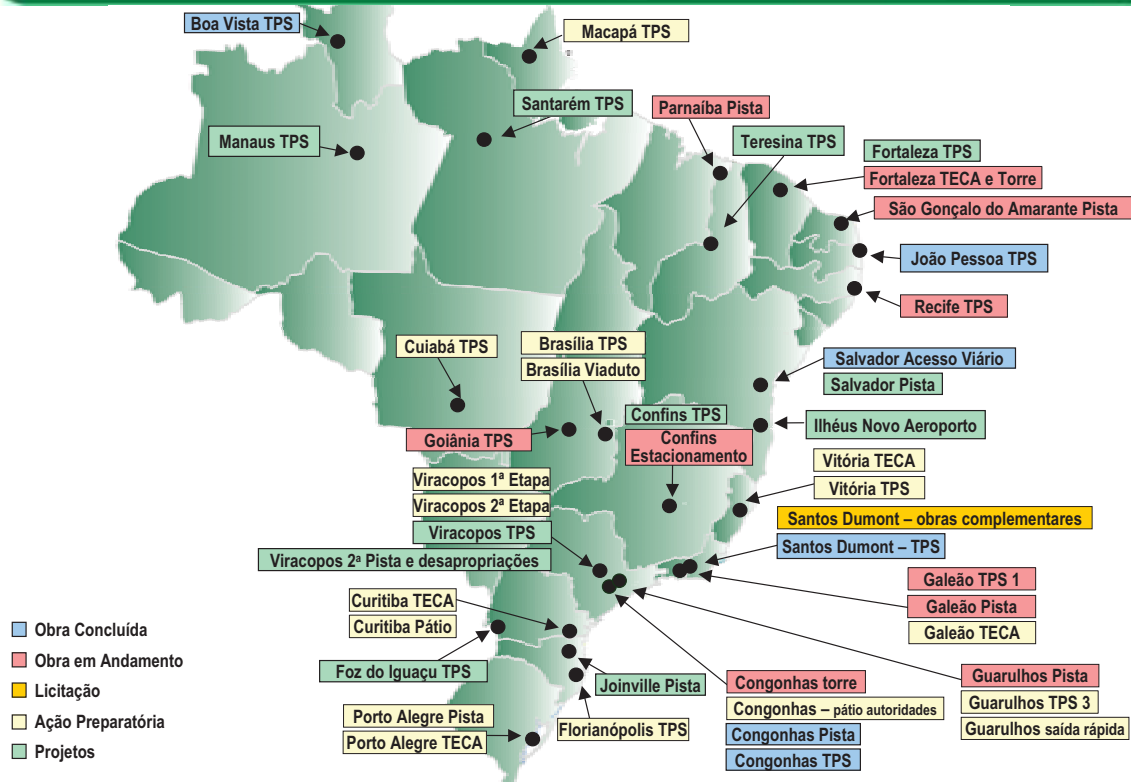 Boa Vista TPS
Macapá TPS
Santarém TPS
Parnaíba Pista
Manaus TPS
Teresina TPS
Fortaleza TPS
Fortaleza TECA e Torre
São Gonçalo do Amarante Pista
João Pessoa TPS
Recife TPS
Cuiabá TPS
Brasília TPS
Brasília Viaduto
Salvador Acesso Viário
Salvador Pista
Confins TPS
Ilhéus Novo Aeroporto
Goiânia TPS
Confins
Estacionamento
Vitória TECA
Vitória TPS
Viracopos 1ª Etapa
Viracopos 2ª Etapa
Viracopos TPS
Viracopos 2ª Pista e desapropriações
Santos Dumont – obras complementares
Santos Dumont – TPS
Galeão TPS 1
Galeão Pista
Galeão TECA
Curitiba TECA
Curitiba Pátio
Foz do Iguaçu TPS
Joinville Pista
Florianópolis TPS
Porto Alegre Pista
Porto Alegre TECA
Congonhas torre
Congonhas – pátio autoridades
Congonhas Pista
Congonhas TPS
Guarulhos Pista
Guarulhos TPS 3
Guarulhos saída rápida
Obra Concluída
Obra em Andamento
Licitação
Ação Preparatória
Projetos